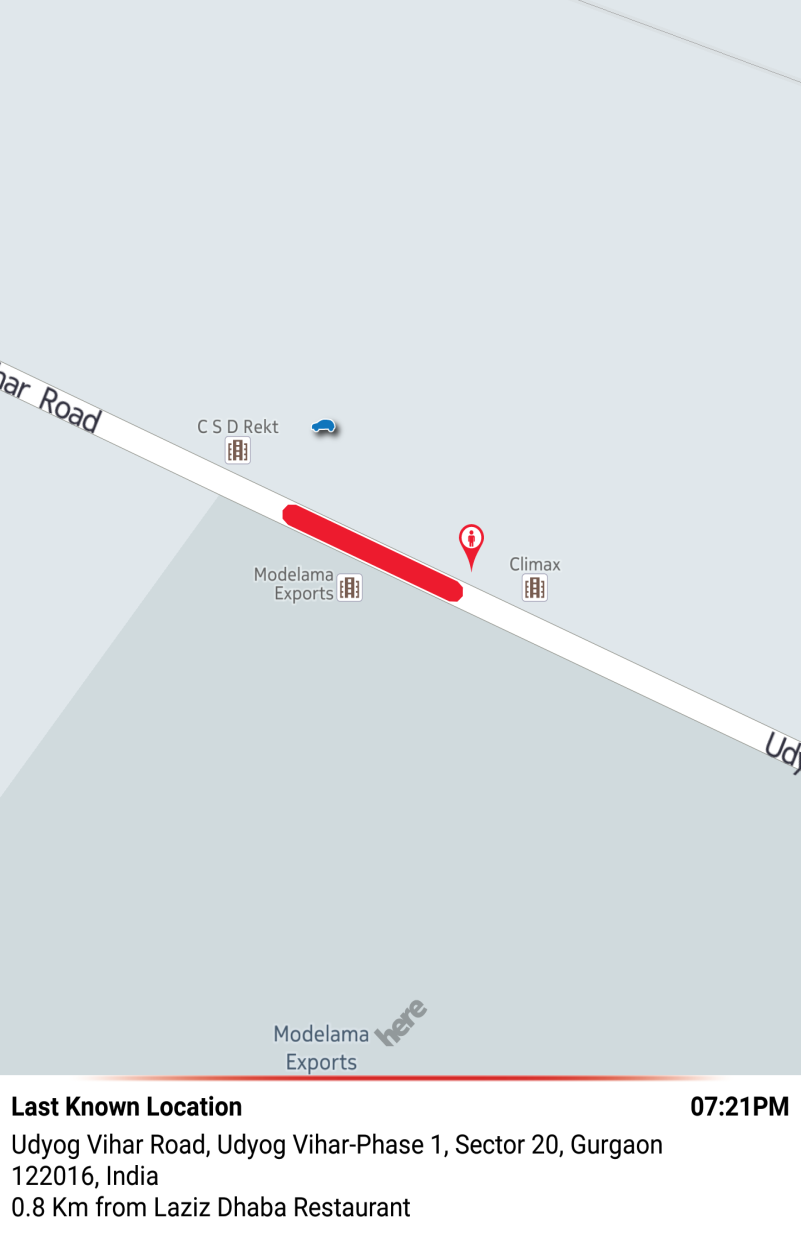 har Road
C S D Rekt
Climax
Modelama
Exports
Udy
here
Modelama
Exports
Last Known Location 07:21PM
Udyog Vihar Road, Udyog Vihar-Phase 1, Sector 20, Gurgaon
122016, India
0.8 Km from Laziz Dhaba Restaurant